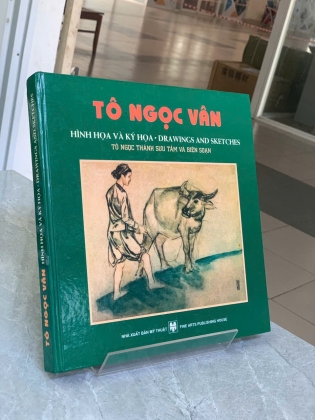 TÔ NGỌC VÂN
HÌNH HỌA VÀ KÝ HỌA • DRAWINGS AND SKETCHES
TÔ NGỌC THÀNH SƯU TẦM VÀ BIÊN SOẠN
NHÀ XUẤT BẢN MỸ THUẬT
FINE ARTS PUBLISHING HOUSE
TÔ NGỌC VÂN HÌNH HỌA VÀ KÝ HỌA • DRAWINGS AND SKETCHES